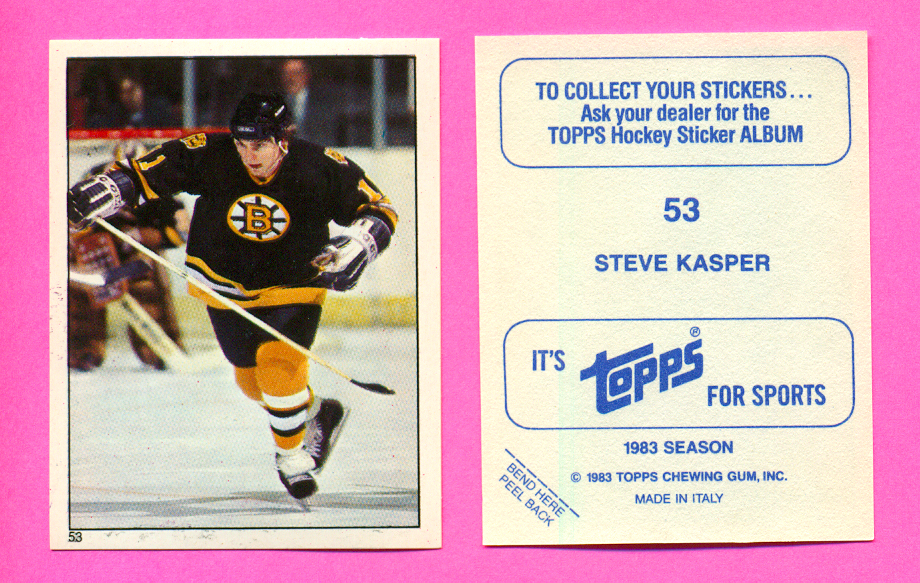 B
53
TO COLLECT YOUR STICKERS...
Ask your dealer for the
TOPPS Hockey Sticker ALBUM
53
STEVE KASPER
IT'S
topps®
FOR SPORTS
1983 SEASON
© 1983 TOPPS CHEWING GUM, INC.
MADE IN ITALY
BEND HERE
PEEL BACK